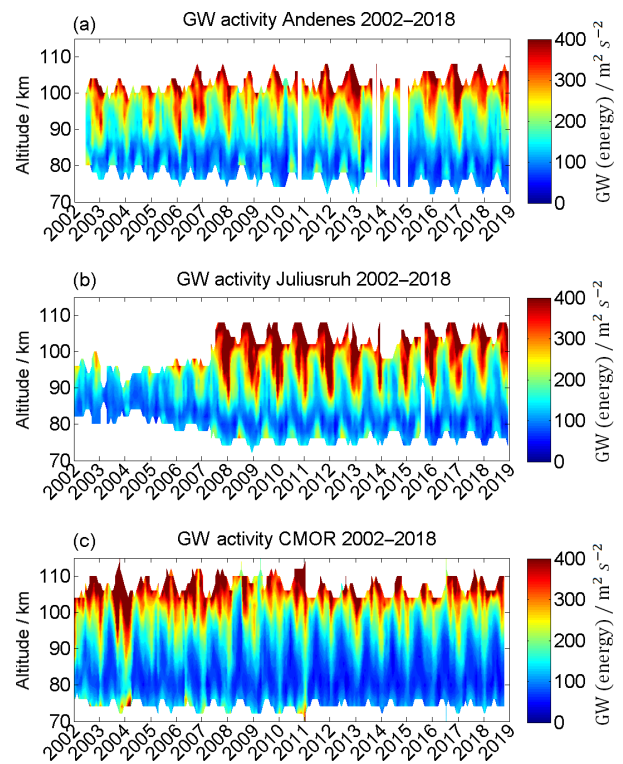 (a) GW activity Andenes 2002–2018
Altitude / km
110
100
90
80
70
2002 2003 2004 2005 2006 2007 2008 2009 2010 2011 2012 2013 2014 2015 2016 2017 2018 2019
400
300
200
100
0
GW (energy) / m² s⁻²
(b) GW activity Juliusruh 2002–2018
Altitude / km
110
100
90
80
70
2002 2003 2004 2005 2006 2007 2008 2009 2010 2011 2012 2013 2014 2015 2016 2017 2018 2019
400
300
200
100
0
GW (energy) / m² s⁻²
(c) GW activity CMOR 2002–2018
Altitude / km
110
100
90
80
70
2002 2003 2004 2005 2006 2007 2008 2009 2010 2011 2012 2013 2014 2015 2016 2017 2018 2019
400
300
200
100
0
GW (energy) / m² s⁻²